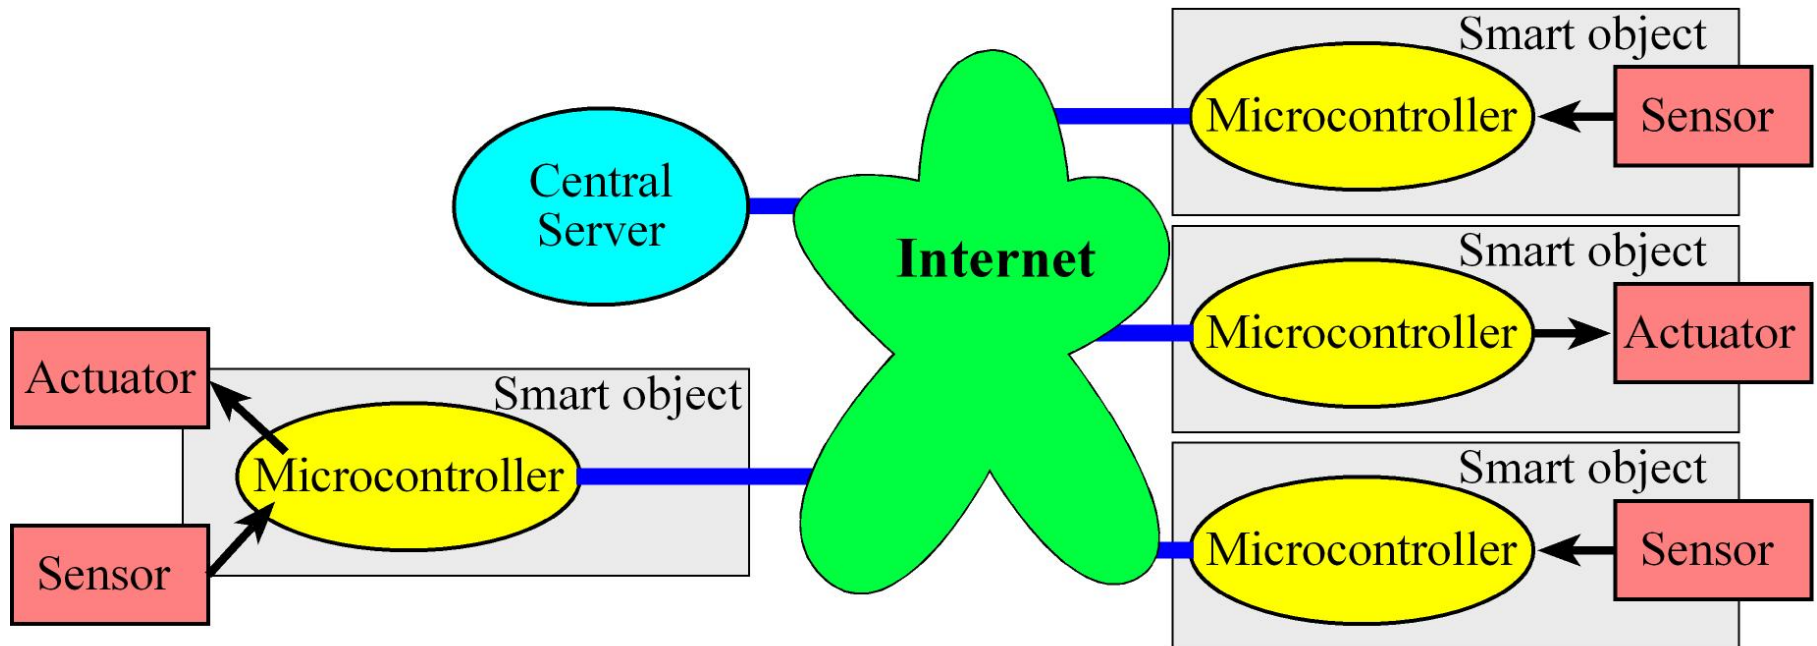 Smart object
Microcontroller
Sensor
Central
Server
Internet
Smart object
Microcontroller
Actuator
Actuator
Smart object
Microcontroller
Sensor
Smart object
Microcontroller
Sensor